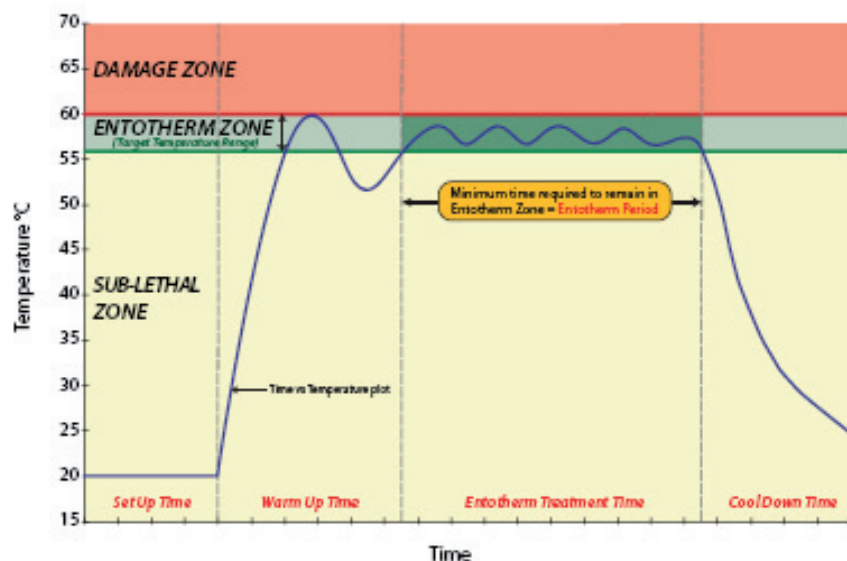 70
65
60
55
50
45
40
35
30
25
20
15
Temperature °C
DAMAGE ZONE
ENTOTHERM ZONE
(Target Temperature Range)
Minimum time required to remain in
Entotherm Zone = Entotherm Period
SUB-LETHAL
ZONE
Time vs Temperature plot
Set Up Time
Warm Up Time
Entotherm Treatment Time
Cool Down Time
Time